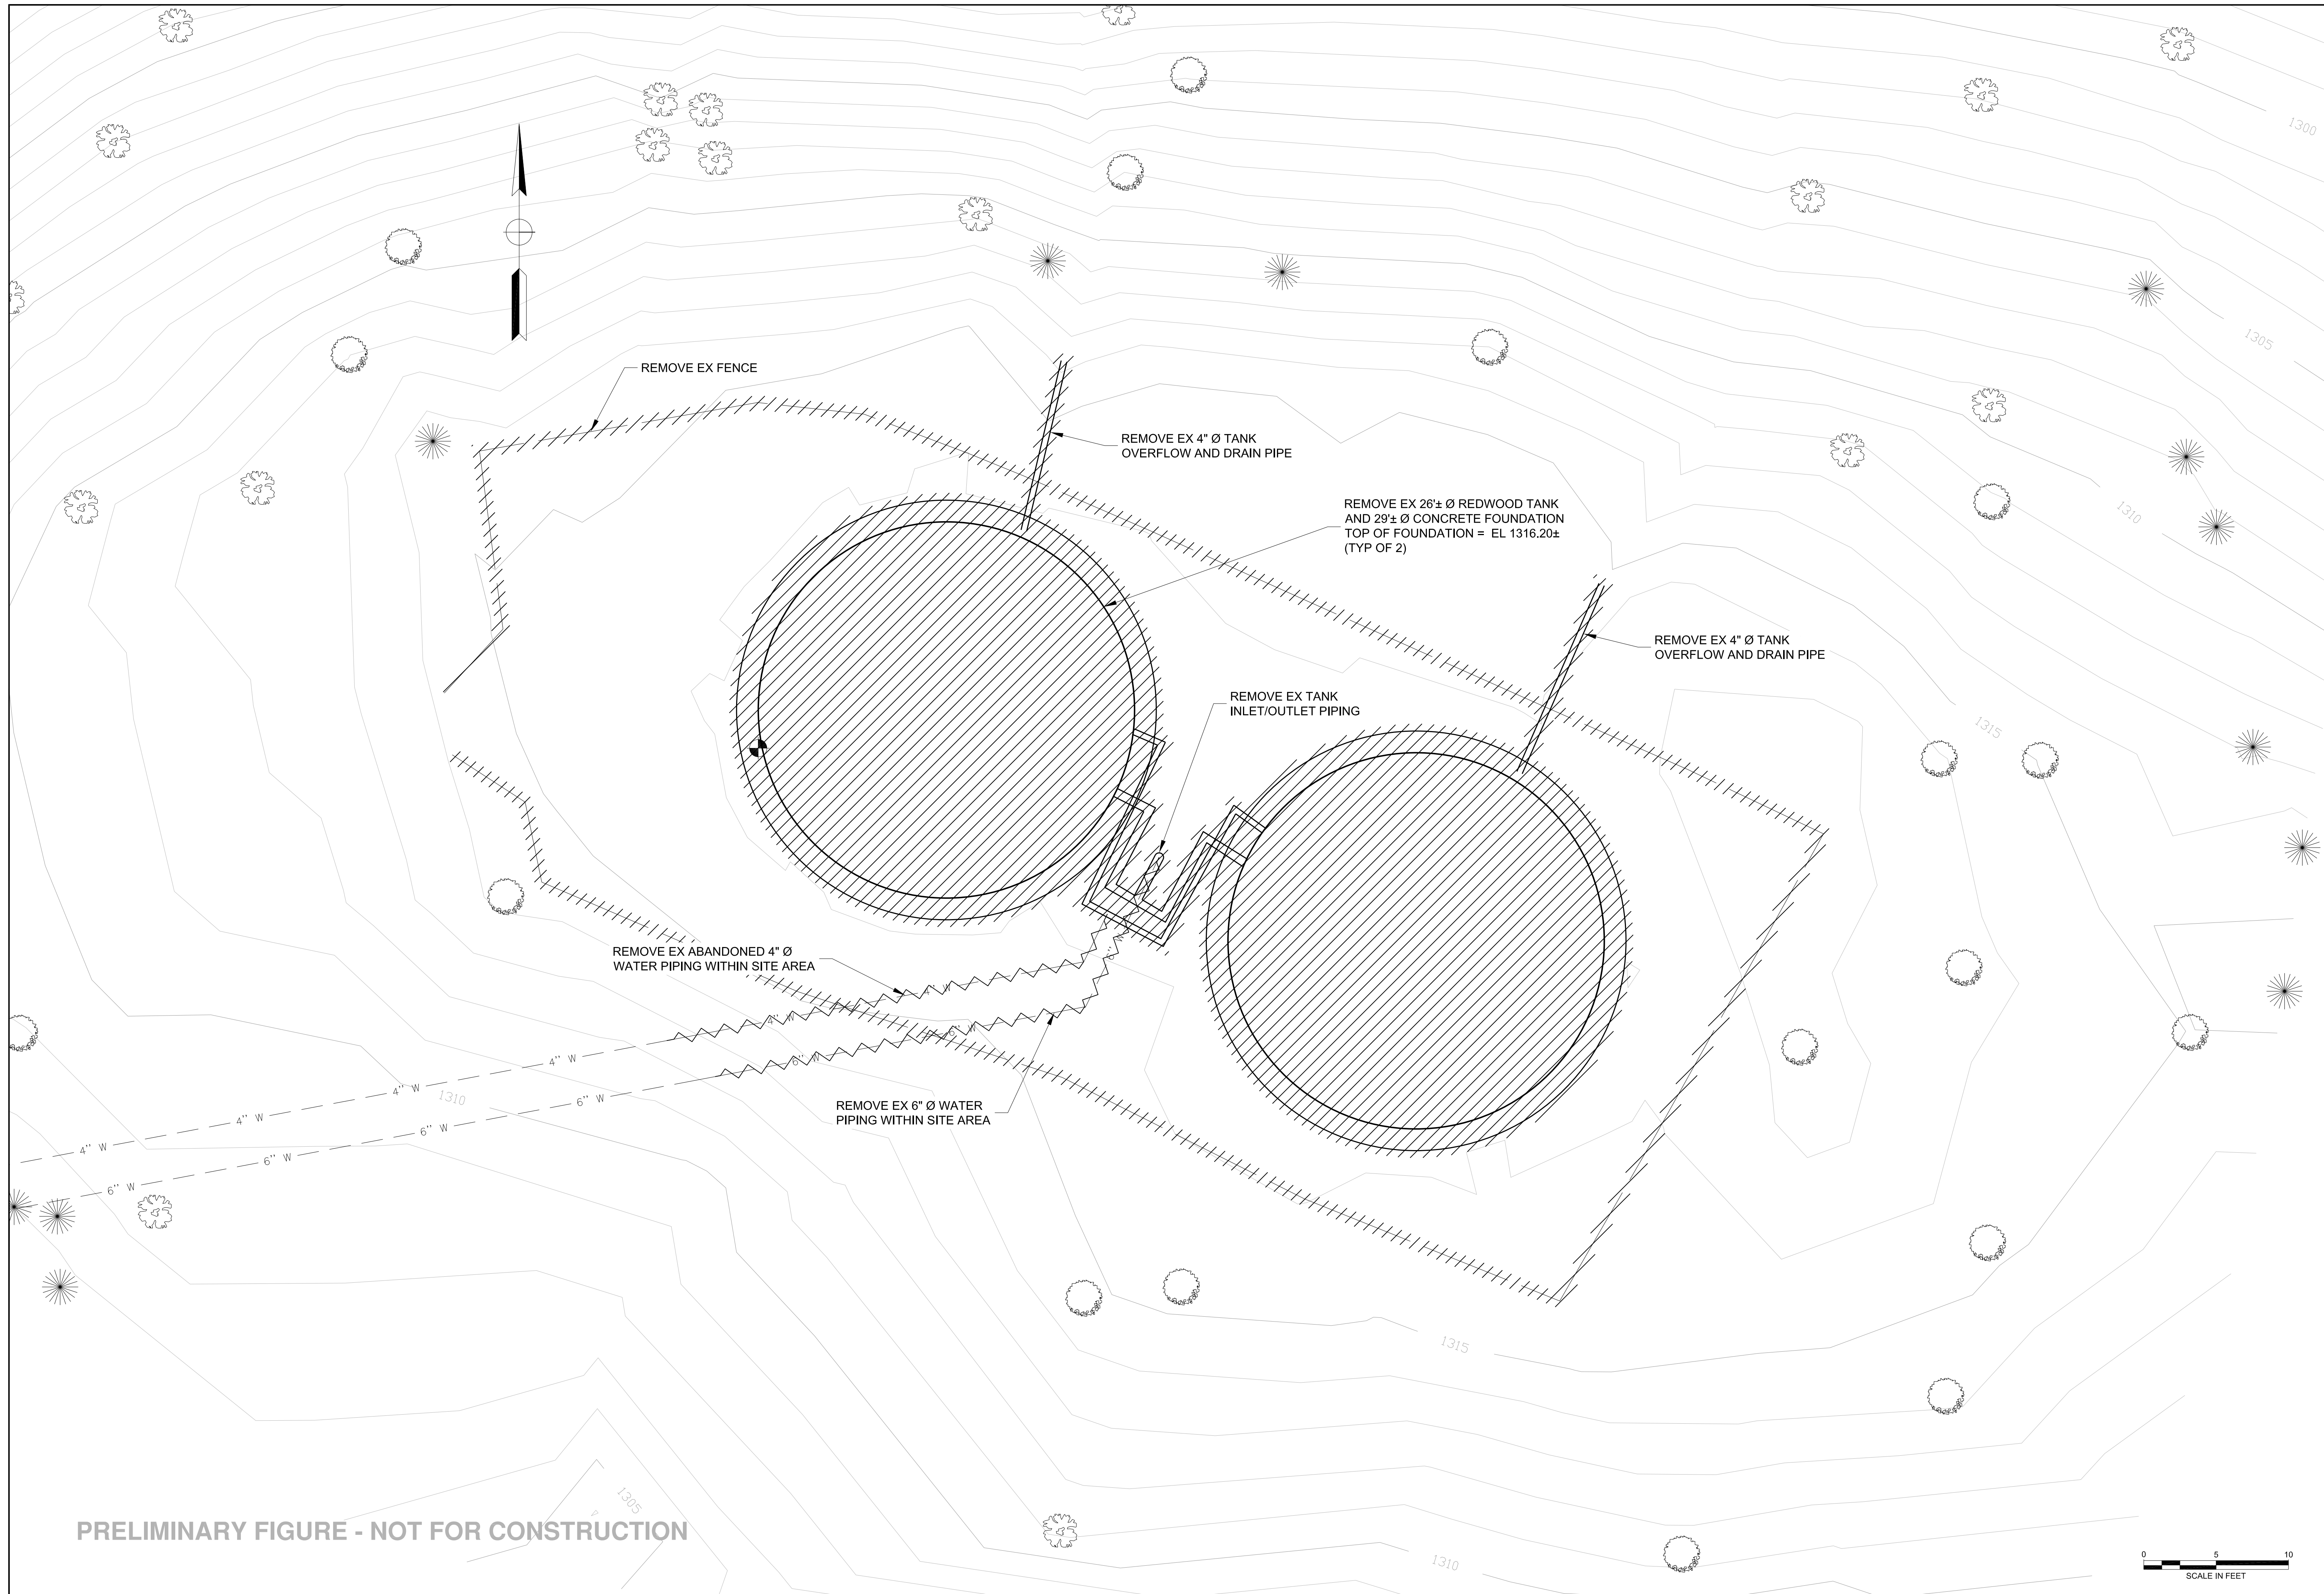 1300
1305
REMOVE EX FENCE
REMOVE EX 4" Ø TANK
OVERFLOW AND DRAIN PIPE
REMOVE EX 26'± Ø REDWOOD TANK
AND 29'± Ø CONCRETE FOUNDATION
TOP OF FOUNDATION = EL 1316.20±
(TYP OF 2)
1310
REMOVE EX 4" Ø TANK
OVERFLOW AND DRAIN PIPE
REMOVE EX TANK
INLET/OUTLET PIPING
1315
REMOVE EX ABANDONED 4" Ø
WATER PIPING WITHIN SITE AREA
4'' W
4'' W
6'' W
4'' W
6'' W
4'' W
6'' W
4'' W
6'' W
4'' W
6'' W
6'' W
1310
REMOVE EX 6" Ø WATER
PIPING WITHIN SITE AREA
1315
1305
PRELIMINARY FIGURE - NOT FOR CONSTRUCTION
1310
0 5 10
SCALE IN FEET